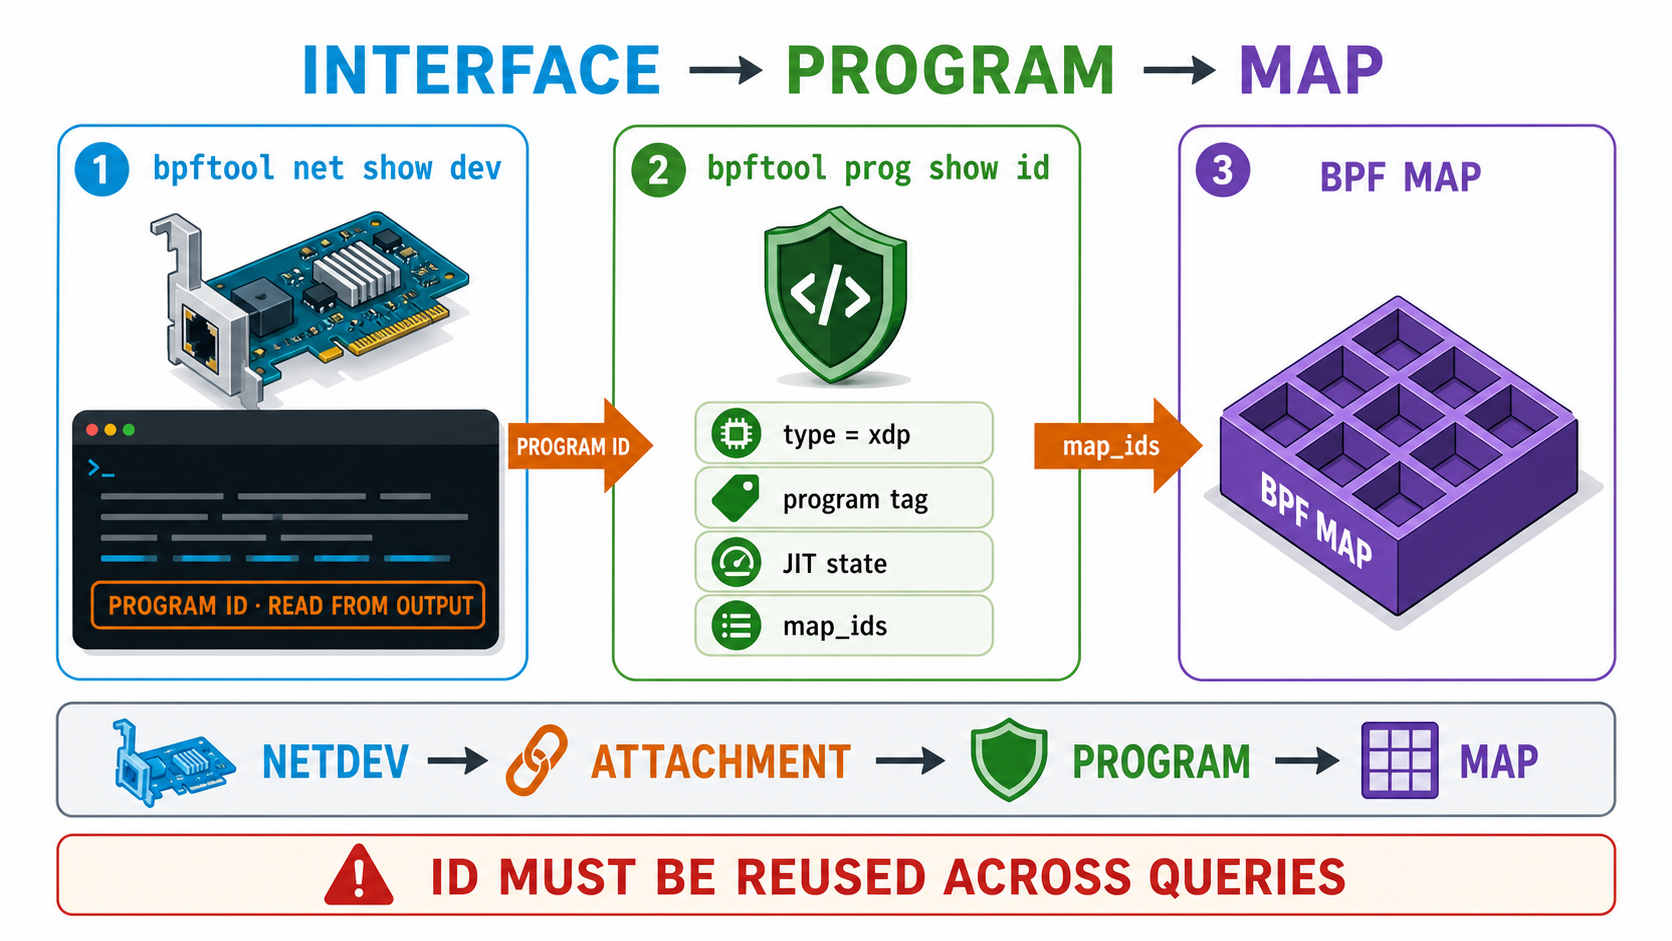 INTERFACE → PROGRAM → MAP
1 bpftool net show dev
>_
PROGRAM ID · READ FROM OUTPUT
PROGRAM ID
2 bpftool prog show id
</>
type = xdp
program tag
JIT state
map_ids
map_ids
3 BPF MAP
BPF MAP
NETDEV → ATTACHMENT → PROGRAM → MAP
! ID MUST BE REUSED ACROSS QUERIES